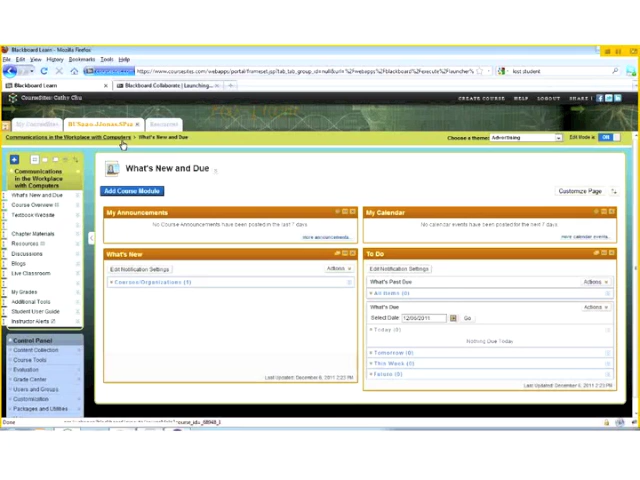 Blackboard Learn - Mozilla Firefox
File Edit View History Bookmarks Tools Help
lost student
Blackboard Learn
Blackboard Collaborate | Launching...
CourseSites: Cathy Chu
CREATE COURSE HELP LOGOUT SHARE
My CourseSites
Resources
Communications in the Workplace with Computers > What's New and Due
Choose a theme: Advertising
Edit Mode is: ON
Communications
in the Workplace
with Computers
What's New and Due
Course Overview
Textbook Website
Chapter Materials
Resources
Discussions
Blogs
Live Classroom
My Grades
Additional Tools
Student User Guide
Instructor Alerts
Control Panel
Content Collection
Course Tools
Evaluation
Grade Center
Users and Groups
Customization
Packages and Utilities
What's New and Due
Add Course Module
Customize Page
My Announcements
No Course Announcements have been posted in the last 7 days
more announcements...
My Calendar
No calendar events have been posted for the next 7 days
more calendar events...
What's New
Edit Notification Settings
Actions
Courses/Organizations (1)
Last Updated: December 6, 2011 2:23 PM
To Do
Edit Notification Settings
What's Past Due
Actions
All Items (0)
What's Due
Actions
Select Date: 12/06/2011 Go
Today (0)
Nothing Due Today
Tomorrow (0)
This Week (0)
Future (0)
Last Updated: December 6, 2011 2:23 PM
Done